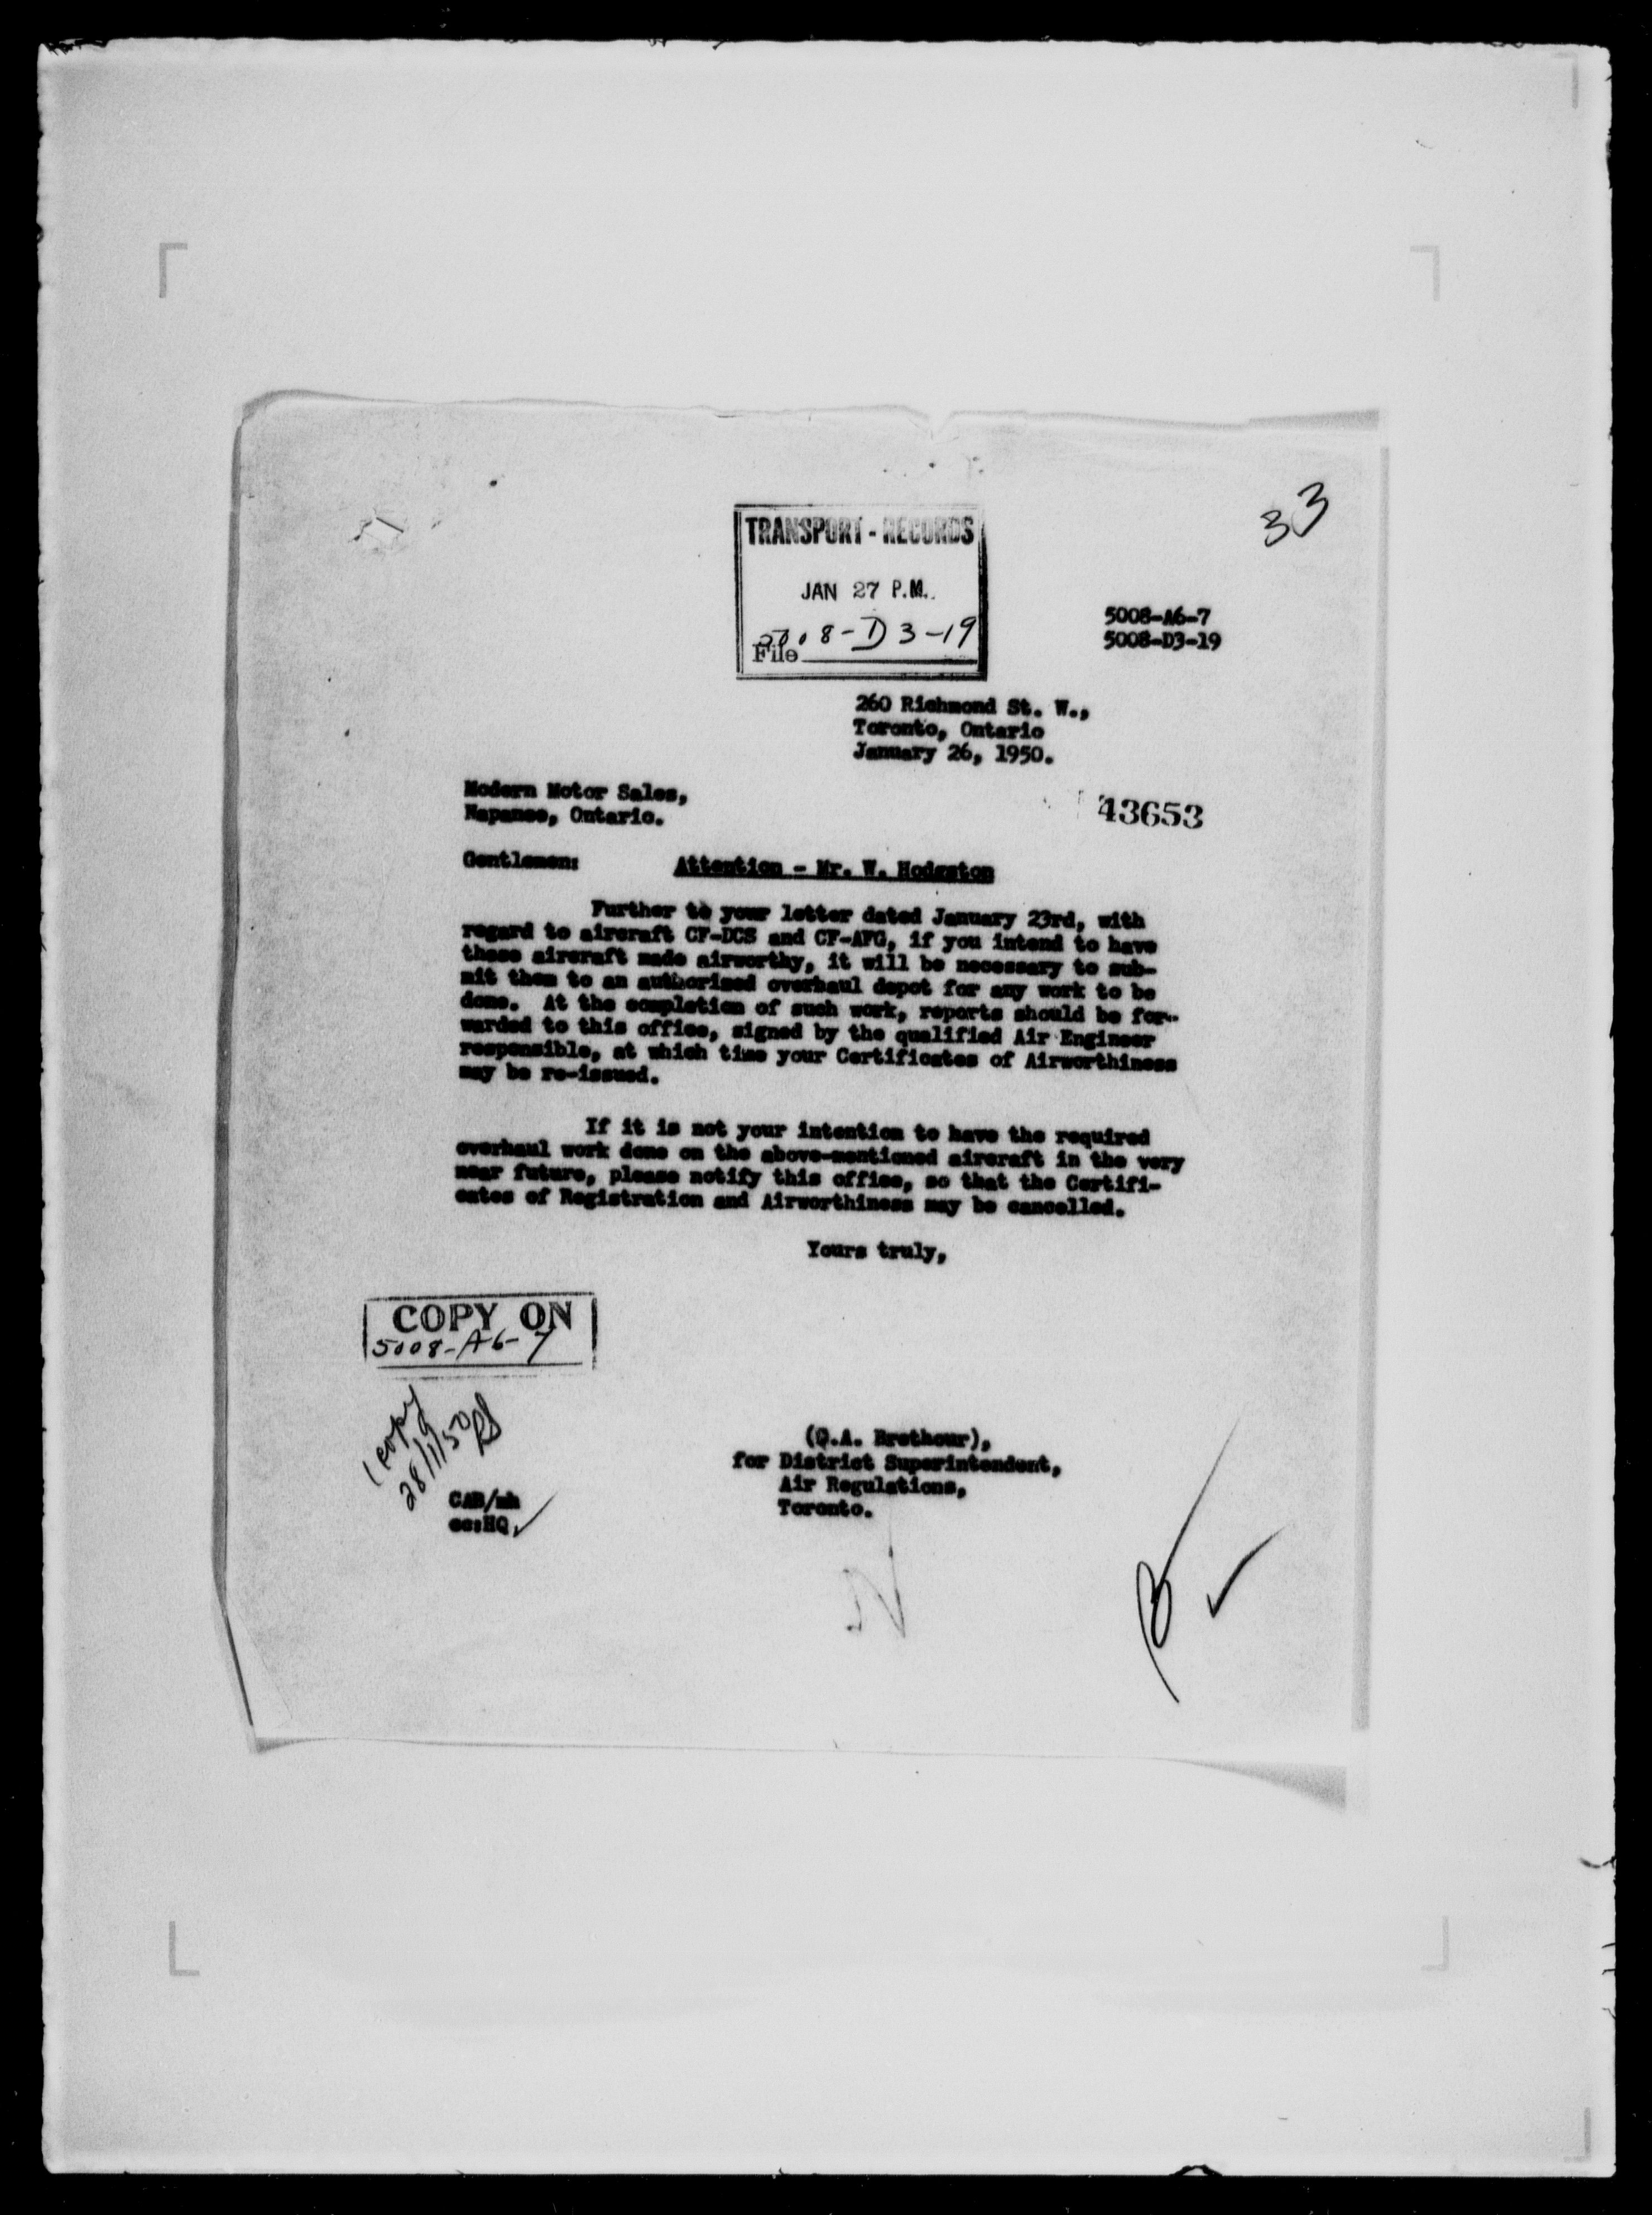 33
TRANSPORT - RECORDS
JAN 27 P.M.
5008-D3-19
File
5008-A6-7
5008-D3-19
260 Richmond St. W.,
Toronto, Ontario
January 26, 1950.
Modern Motor Sales,
Napanee, Ontario.
43653
Gentlemen:
Attention - Mr. W. Hodgston
Further to your letter dated January 23rd, with
regard to aircraft CF-DCS and CF-AFG, if you intend to have
these aircraft made airworthy, it will be necessary to sub-
mit them to an authorized overhaul depot for any work to be
done. At the completion of such work, reports should be for-
warded to this office, signed by the qualified Air Engineer
responsible, at which time your Certificates of Airworthiness
may be re-issued.
If it is not your intention to have the required
overhaul work done on the above-mentioned aircraft in the very
near future, please notify this office, so that the Certifi-
cates of Registration and Airworthiness may be cancelled.
Yours truly,
COPY ON
5008-A6-7
1 copy
28/1/50
(Q.A. Brethour),
for District Superintendent,
Air Regulations,
Toronto.
CAB/mh
cc:HQ